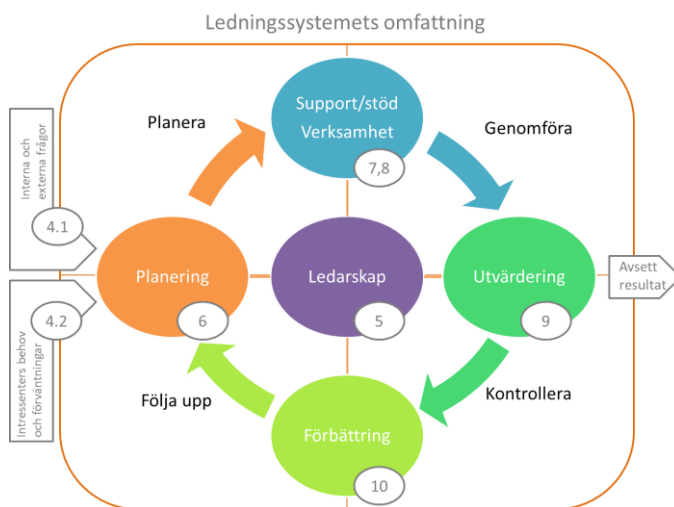 Ledningssystemets omfattning
Support/stöd
Verksamhet
7,8
Planera
Genomföra
Interna och
externa frågor
4.1
Planering
6
Ledarskap
5
Utvärdering
9
Avsett
resultat
Intressenters behov
och förväntningar
4.2
Följa upp
Kontrollera
Förbättring
10